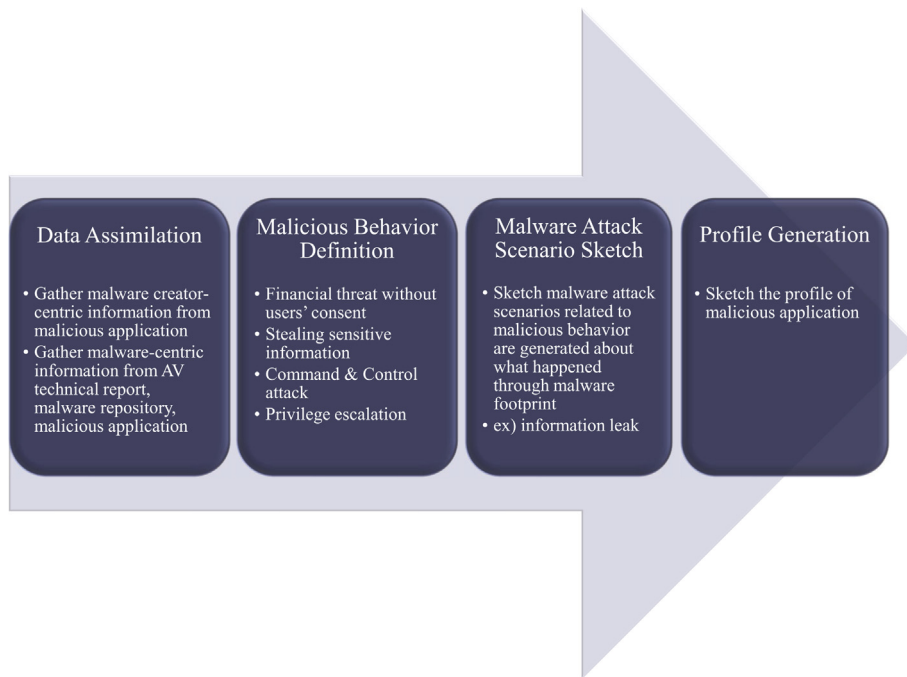 Data Assimilation
• Gather malware creator-
centric information from
malicious application
• Gather malware-centric
information from AV
technical report,
malware repository,
malicious application
Malicious Behavior
Definition
• Financial threat without
users’ consent
• Stealing sensitive
information
• Command & Control
attack
• Privilege escalation
Malware Attack
Scenario Sketch
• Sketch malware attack
scenarios related to
malicious behavior
are generated about
what happened
through malware
footprint
• ex) information leak
Profile Generation
• Sketch the profile of
malicious application